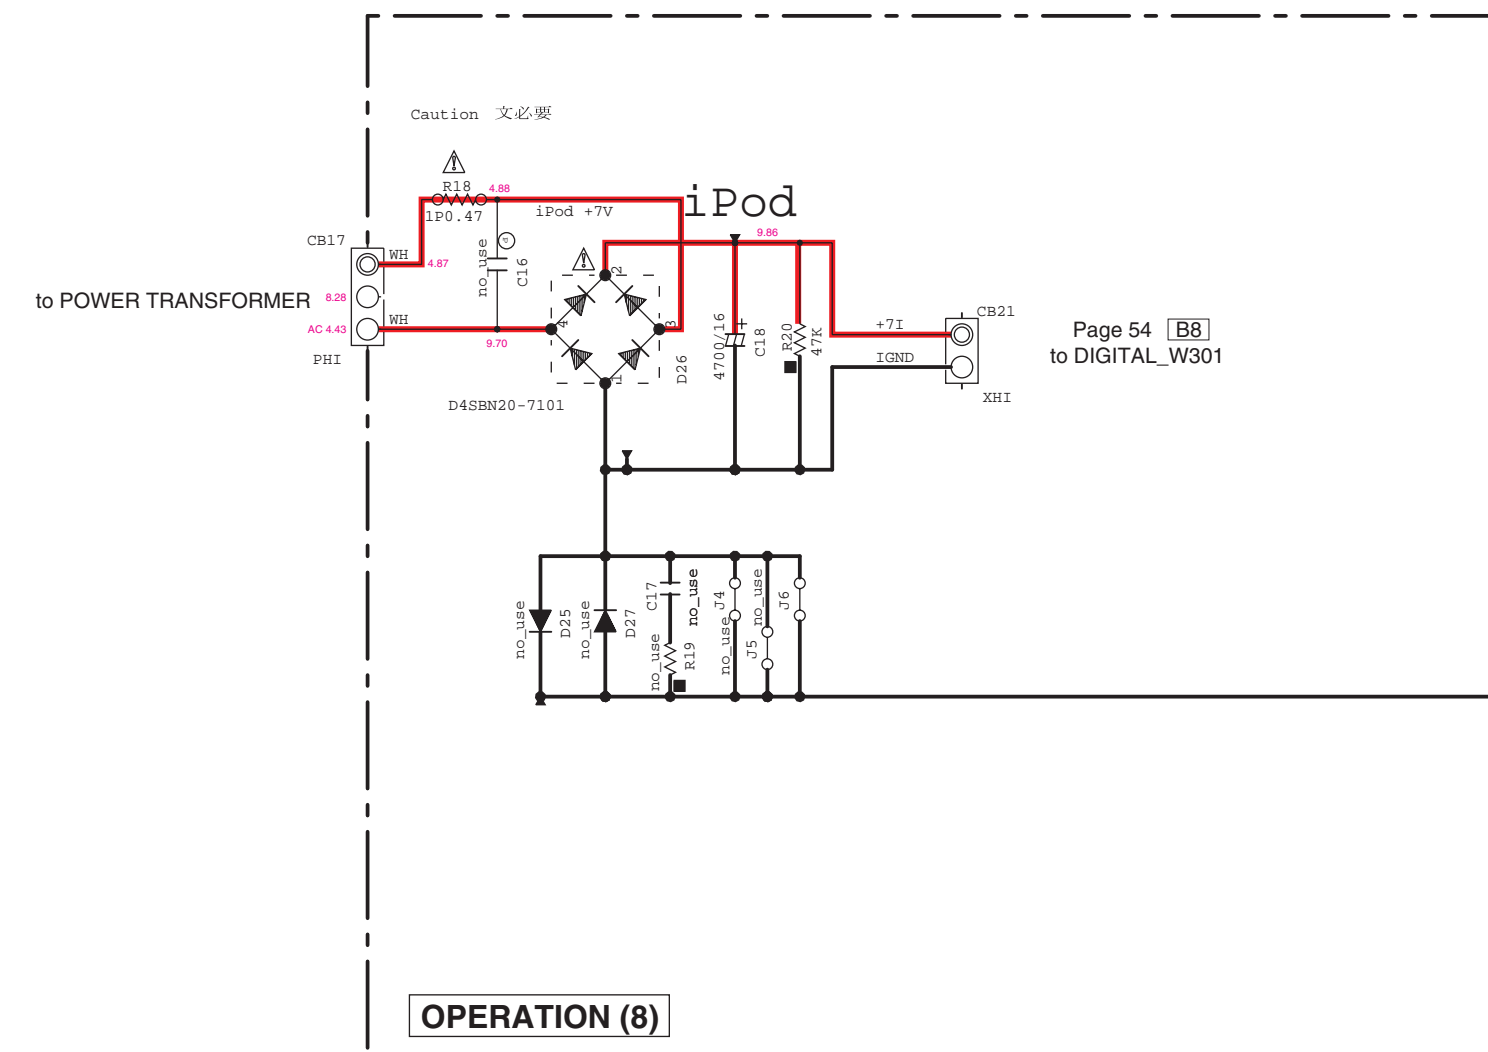 Caution 文必要
R18
4.88
1P0.47
iPod +7V
iPod
9.86
CB17
WH
4.87
no_use
C16
P
2
to POWER TRANSFORMER
8.28
WH
AC 4.43
9.70
4
3
PHI
1
D26
D4SBN20-7101
4700/16
+
C18
R20
47K
CB21
+7I
IGND
XHI
Page 54 B8
to DIGITAL_W301
no_use
D25
no_use
D27
C17
no_use
no_use
R19
J4
no_use
no_use
J5
J6
OPERATION (8)